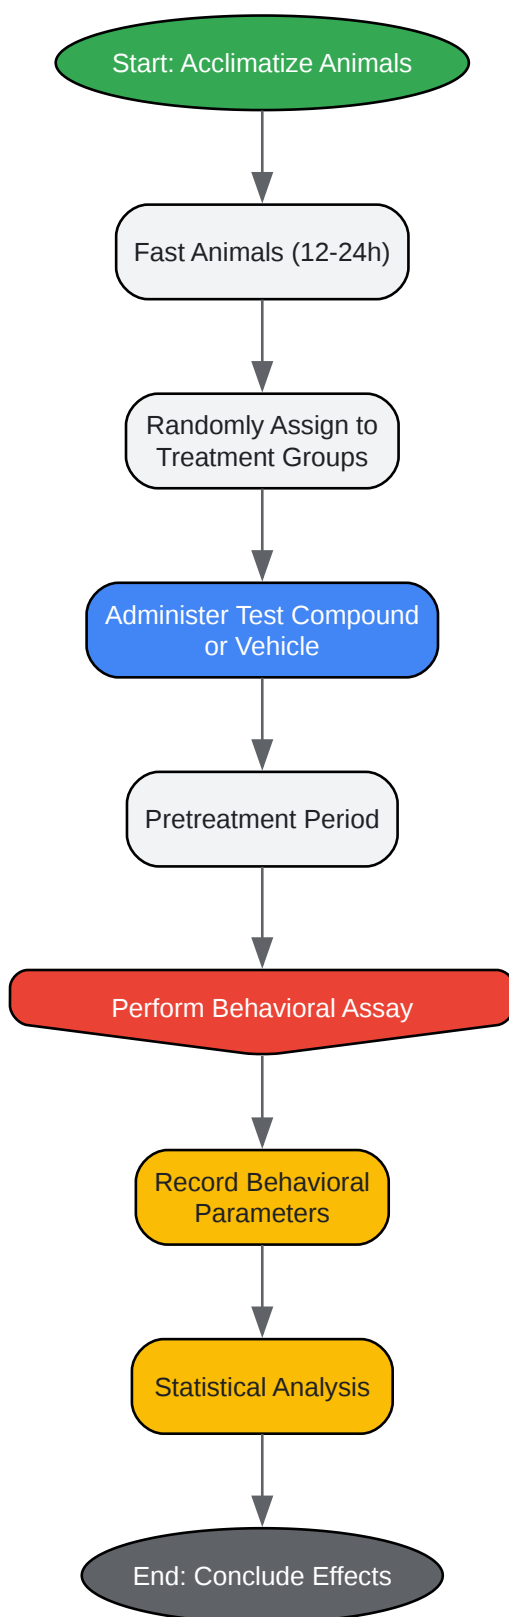 Start: Acclimatize Animals
Fast Animals (12-24h)
Randomly Assign to
Treatment Groups
Administer Test Compound
or Vehicle
Pretreatment Period
Perform Behavioral Assay
Record Behavioral
Parameters
Statistical Analysis
End: Conclude Effects